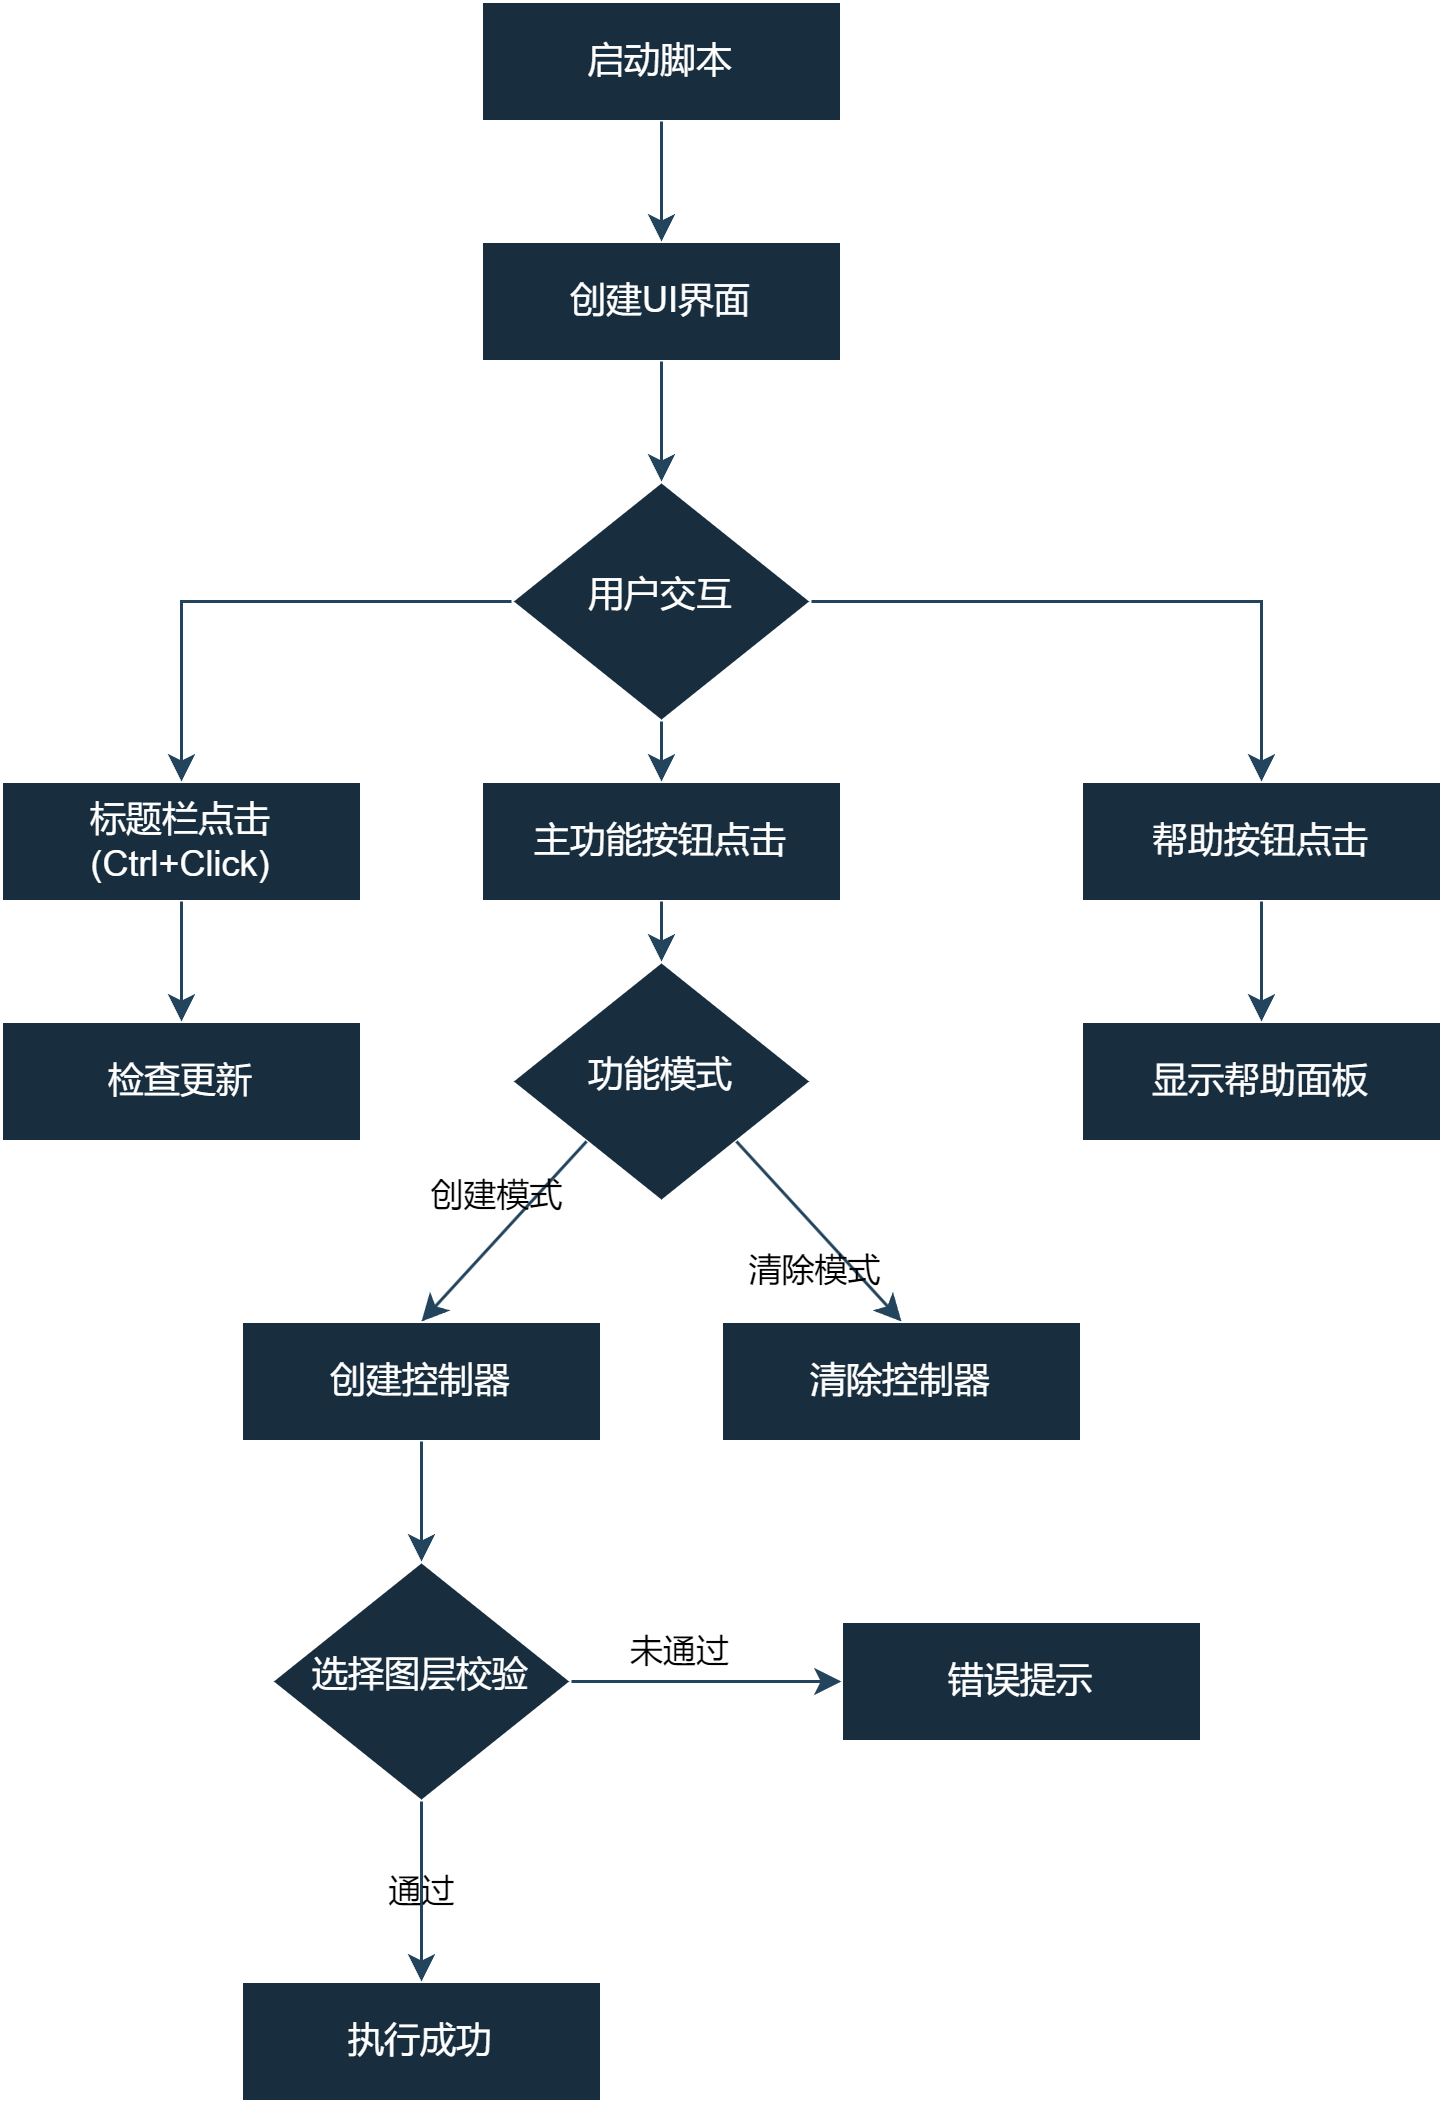 启动脚本
创建UI界面
用户交互
标题栏点击
(Ctrl+Click)
主功能按钮点击
帮助按钮点击
检查更新
功能模式
显示帮助面板
创建模式
清除模式
创建控制器
清除控制器
选择图层校验
未通过
错误提示
通过
执行成功